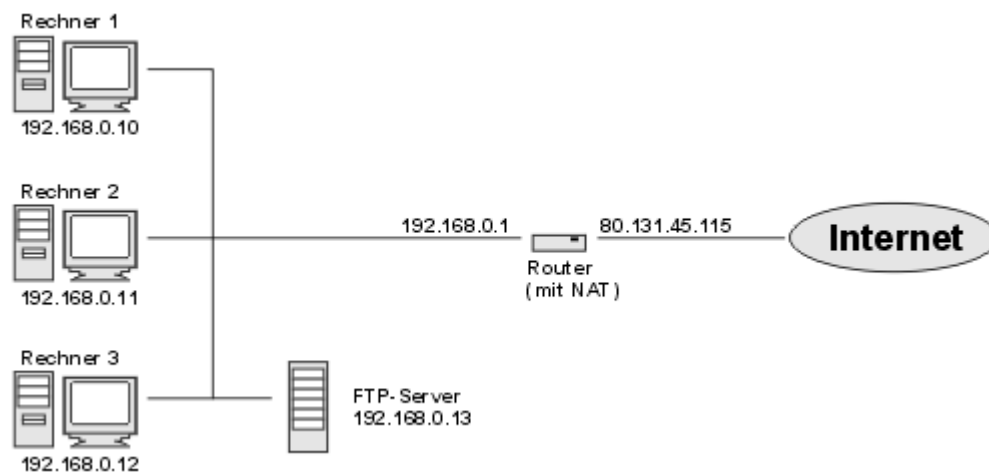 Rechner 1
192.168.0.10
Rechner 2
192.168.0.11
192.168.0.1
80.131.45.115
Internet
Router
(mit NAT)
Rechner 3
192.168.0.12
FTP-Server
192.168.0.13